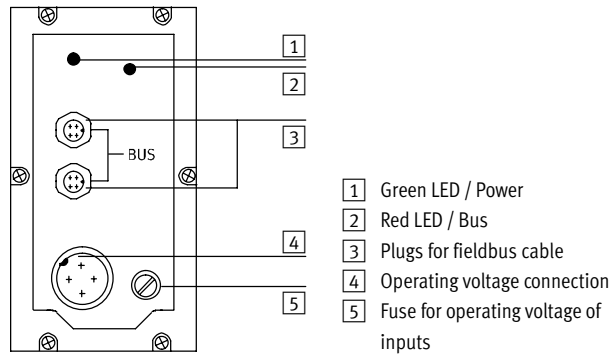 1
2
3
BUS
4
5
1 Green LED / Power
2 Red LED / Bus
3 Plugs for fieldbus cable
4 Operating voltage connection
5 Fuse for operating voltage of
inputs